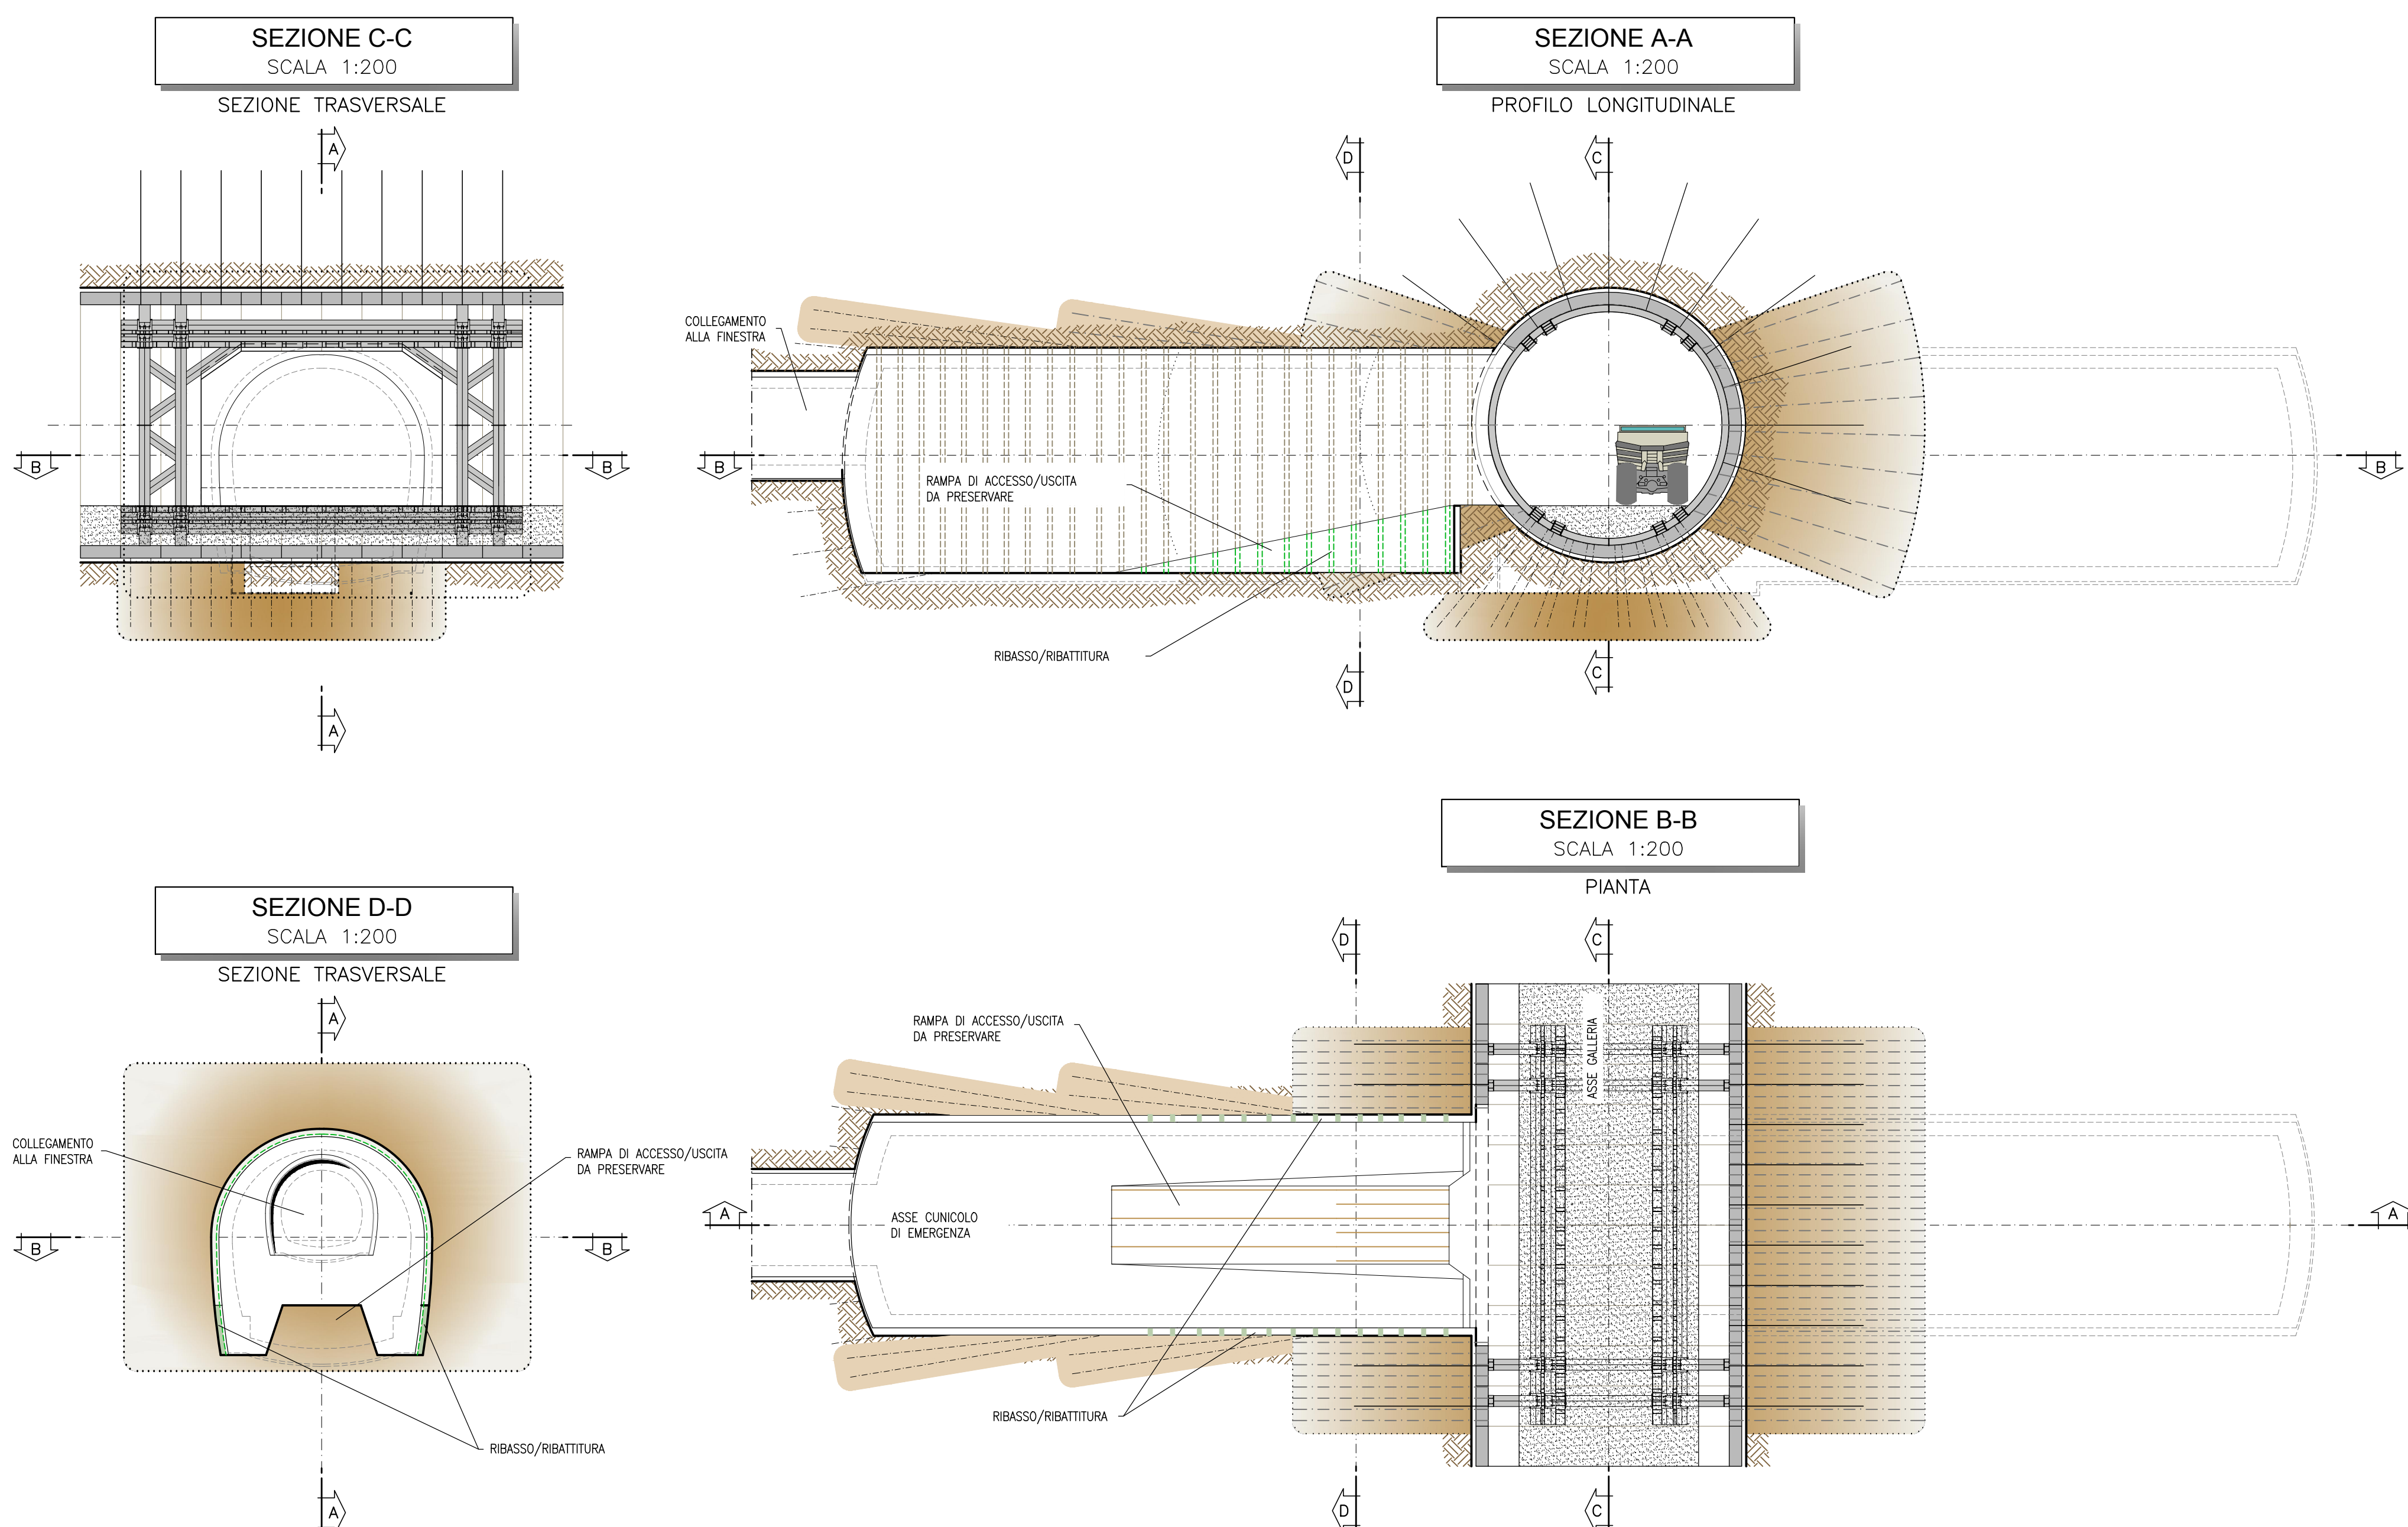 SEZIONE C-C
SCALA 1:200
SEZIONE TRASVERSALE
A
B
B
A
SEZIONE A-A
SCALA 1:200
PROFILO LONGITUDINALE
D
C
COLLEGAMENTO
ALLA FINESTRA
B
B
RAMPA DI ACCESSO/USCITA
DA PRESERVARE
RIBASSO/RIBATTITURA
D
C
SEZIONE D-D
SCALA 1:200
SEZIONE TRASVERSALE
A
COLLEGAMENTO
ALLA FINESTRA
RAMPA DI ACCESSO/USCITA
DA PRESERVARE
B
B
RIBASSO/RIBATTITURA
A
SEZIONE B-B
SCALA 1:200
PIANTA
D
C
RAMPA DI ACCESSO/USCITA
DA PRESERVARE
ASSE GALLERIA
A
A
ASSE CUNICOLO
DI EMERGENZA
RIBASSO/RIBATTITURA
D
C